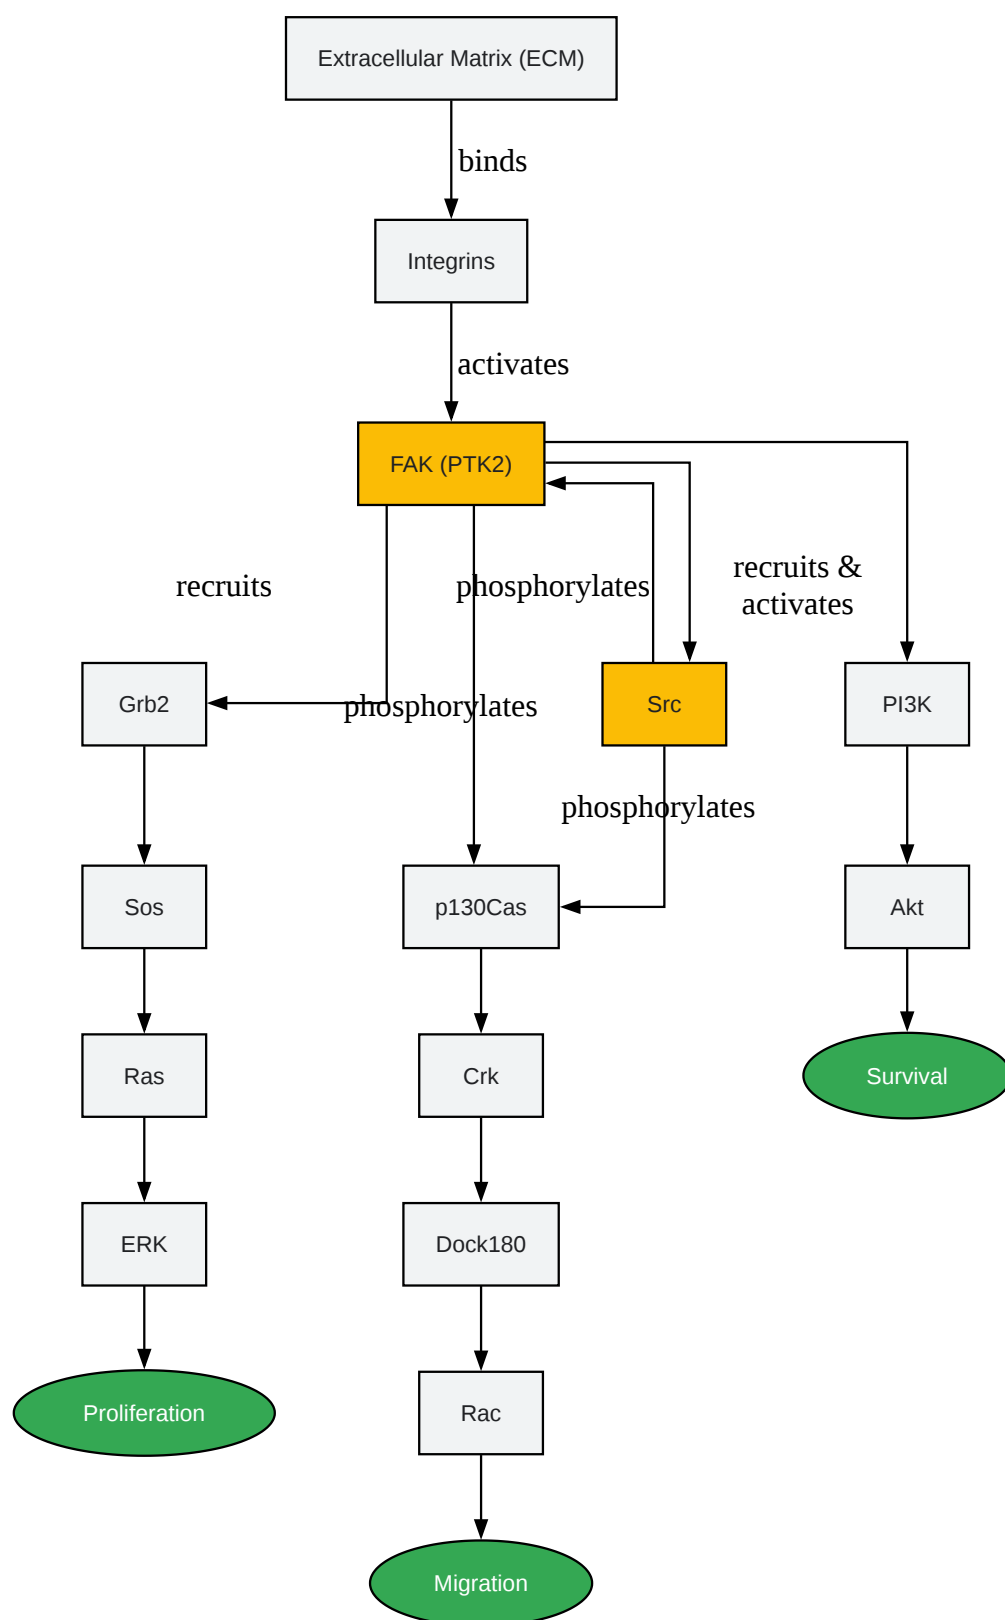 Extracellular Matrix (ECM)
binds
Integrins
activates
FAK (PTK2)
recruits
phosphorylates
recruits &
activates
Grb2
phosphorylates
Src
PI3K
phosphorylates
Sos
p130Cas
Akt
Ras
Crk
Survival
ERK
Dock180
Proliferation
Rac
Migration